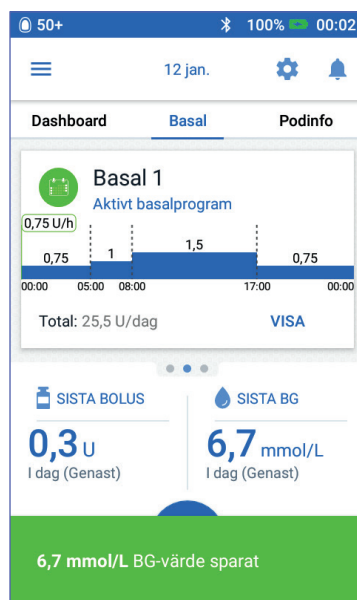 50+ 100% 00:02
12 jan.
Dashboard Basal Podinfo
Basal 1
Aktivt basalprogram
0,75 U/h
0,75 1 1,5 0,75
00:00 05:00 08:00 17:00 00:00
Total: 25,5 U/dag VISA
SISTA BOLUS SISTA BG
0,3 U 6,7 mmol/L
I dag (Genast) I dag (Genast)
6,7 mmol/L BG-värde sparat